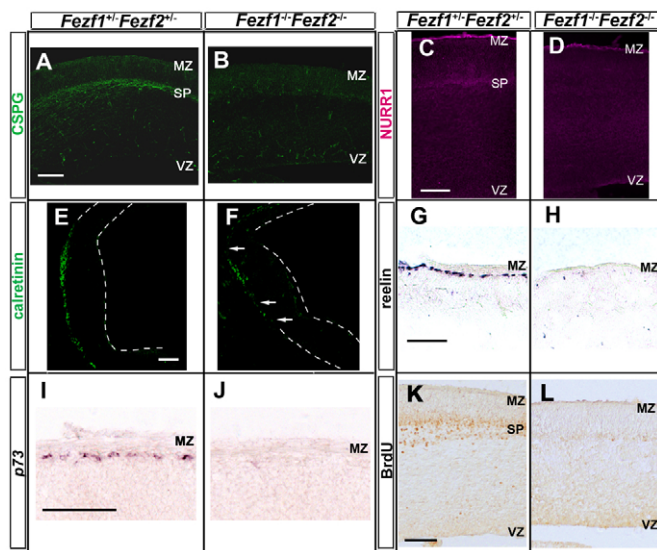 Fezf1+/-Fezf2+/- Fezf1-/-Fezf2-/- Fezf1+/-Fezf2+/- Fezf1-/-Fezf2-/-
CSPG
A MZ SP VZ
B MZ VZ
NURR1
C MZ SP VZ
D MZ VZ
calretinin
E
F
reelin
G MZ
H MZ
p73
I MZ
J MZ
BrdU
K MZ SP VZ
L MZ VZ